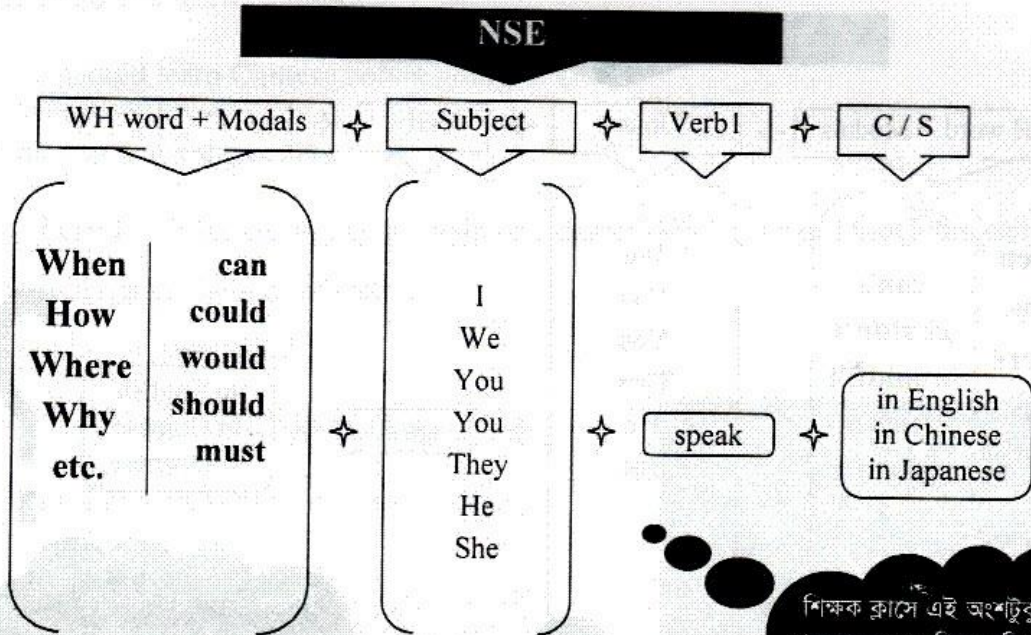 NSE
WH word + Modals ✧ Subject ✧ Verb1 ✧ C / S
When
How
Where
Why
etc.
can
could
would
should
must
✧
I
We
You
You
They
He
She
✧
speak
✧
in English
in Chinese
in Japanese
শিক্ষক ক্লাসে এই